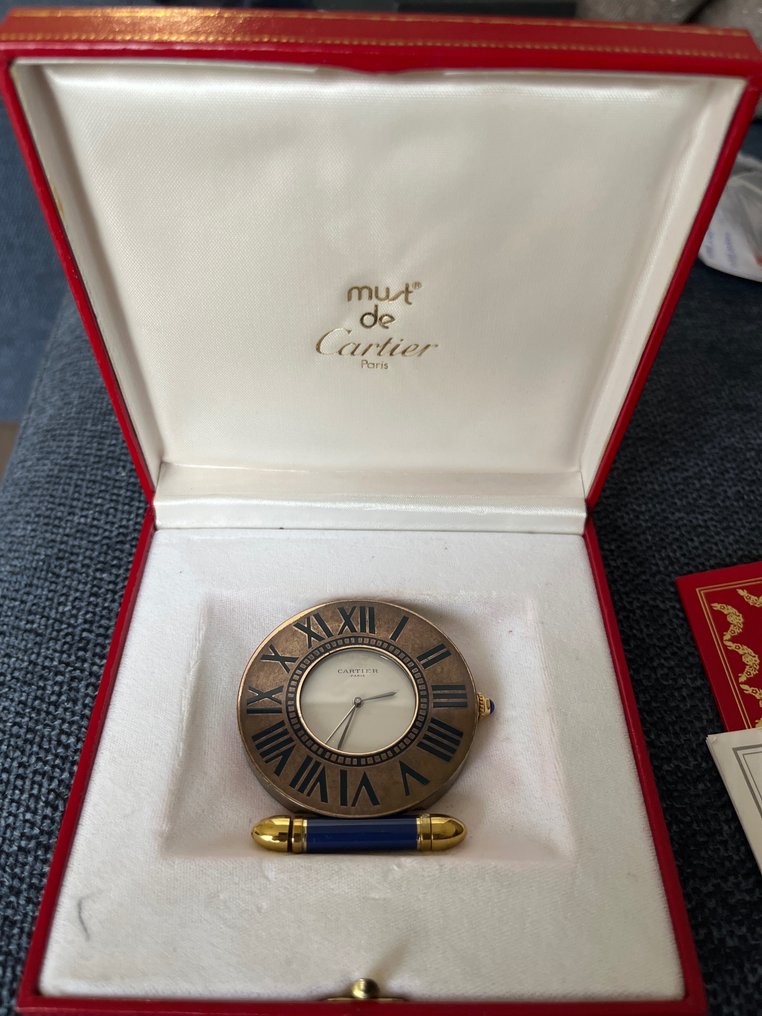 must®
de
Cartier
Paris
XII
I
II
III
IIII
V
VI
VII
VIII
IX
X
XI
CARTIER
PARIS